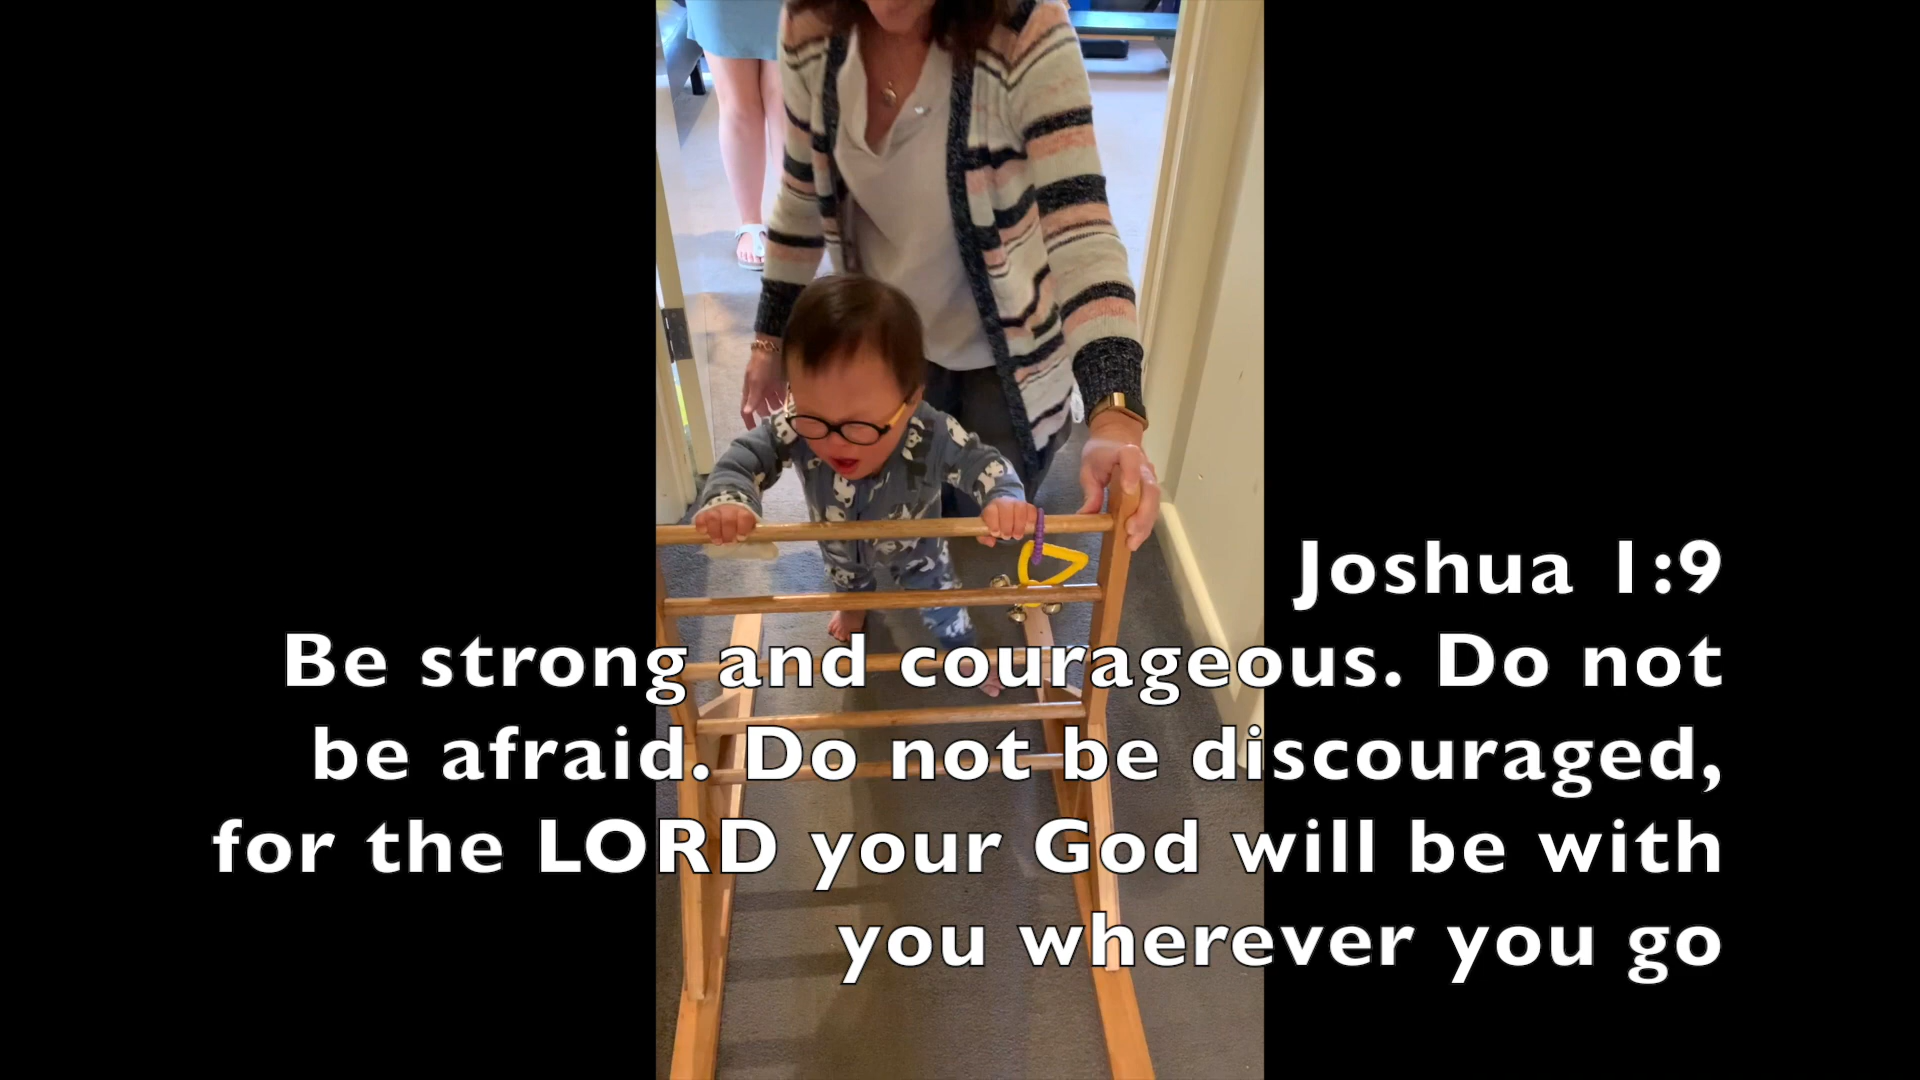 Joshua 1:9
Be strong and courageous. Do not
be afraid. Do not be discouraged,
for the LORD your God will be with
you wherever you go